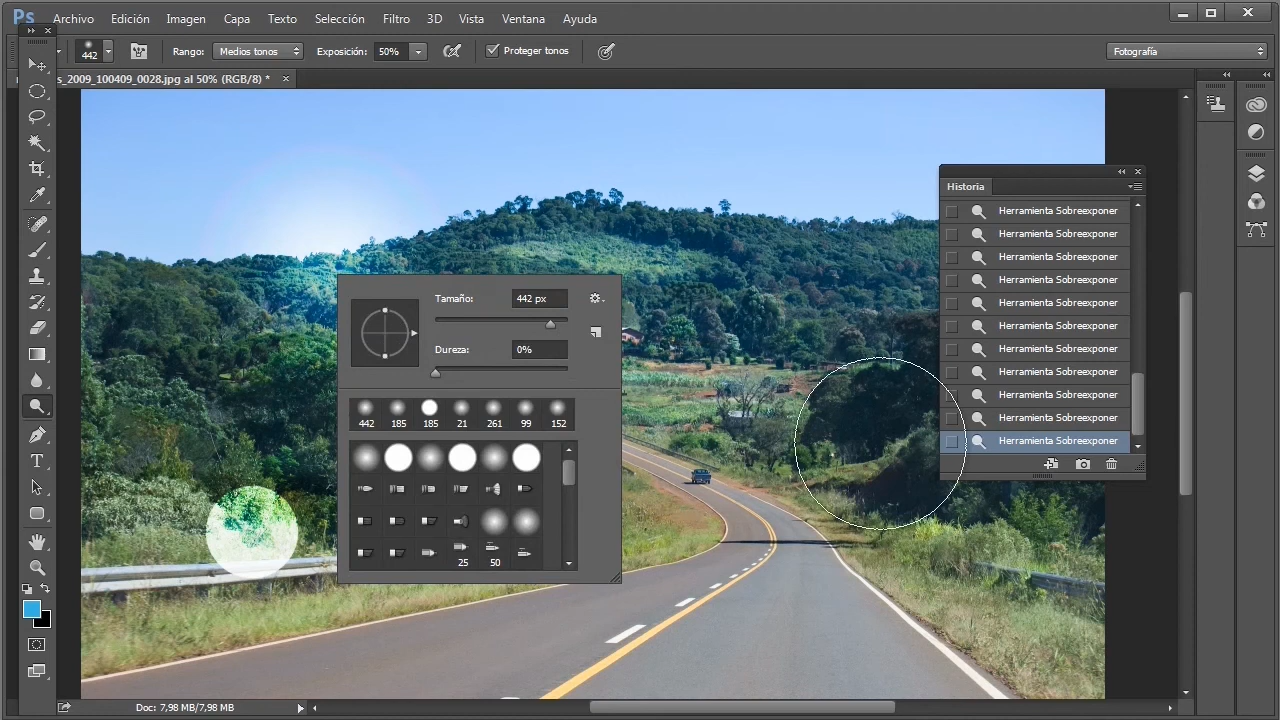 Ps Archivo Edición Imagen Capa Texto Selección Filtro 3D Vista Ventana Ayuda
442 Rango: Medios tonos Exposición: 50% Proteger tonos Fotografía
s_2009_100409_0028.jpg al 50% (RGB/8) *
Historia
Herramienta Sobreexponer
Herramienta Sobreexponer
Herramienta Sobreexponer
Herramienta Sobreexponer
Herramienta Sobreexponer
Herramienta Sobreexponer
Herramienta Sobreexponer
Herramienta Sobreexponer
Herramienta Sobreexponer
Herramienta Sobreexponer
Herramienta Sobreexponer
Tamaño: 442 px
Dureza: 0%
442 185 185 21 261 99 152
25 50
Doc: 7,98 MB/7,98 MB